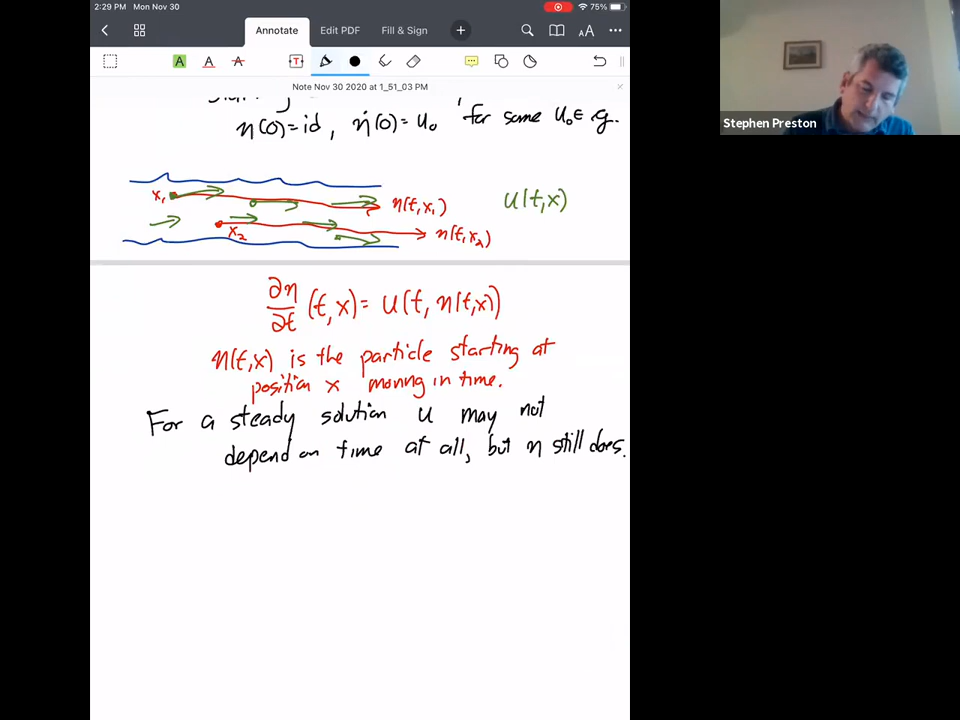 2:29 PM Mon Nov 30
75%
Annotate
Edit PDF
Fill & Sign
Note Nov 30 2020 at 1_51_03 PM
η(0)=id, η̇(0)=u₀ for some u₀∈ g.
x₁ η(t,x₁) u(t,x)
x₂ η(t,x₂)
∂η/∂t (t,x)= u(t, η(t,x))
η(t,x) is the particle starting at
position x moving in time.
For a steady solution u may not
depend on time at all, but η still does.
Stephen Preston